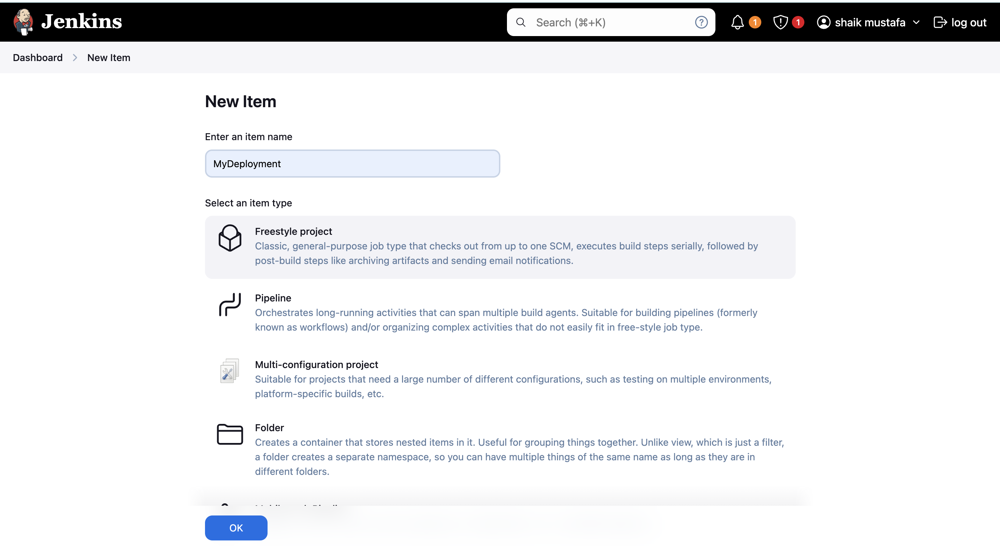 Jenkins
Search (⌘+K)
?
1
1
shaik mustafa
log out
Dashboard
New Item
New Item
Enter an item name
MyDeployment
Select an item type
Freestyle project
Classic, general-purpose job type that checks out from up to one SCM, executes build steps serially, followed by
post-build steps like archiving artifacts and sending email notifications.
Pipeline
Orchestrates long-running activities that can span multiple build agents. Suitable for building pipelines (formerly
known as workflows) and/or organizing complex activities that do not easily fit in free-style job type.
Multi-configuration project
Suitable for projects that need a large number of different configurations, such as testing on multiple environments,
platform-specific builds, etc.
Folder
Creates a container that stores nested items in it. Useful for grouping things together. Unlike view, which is just a filter,
a folder creates a separate namespace, so you can have multiple things of the same name as long as they are in
different folders.
OK